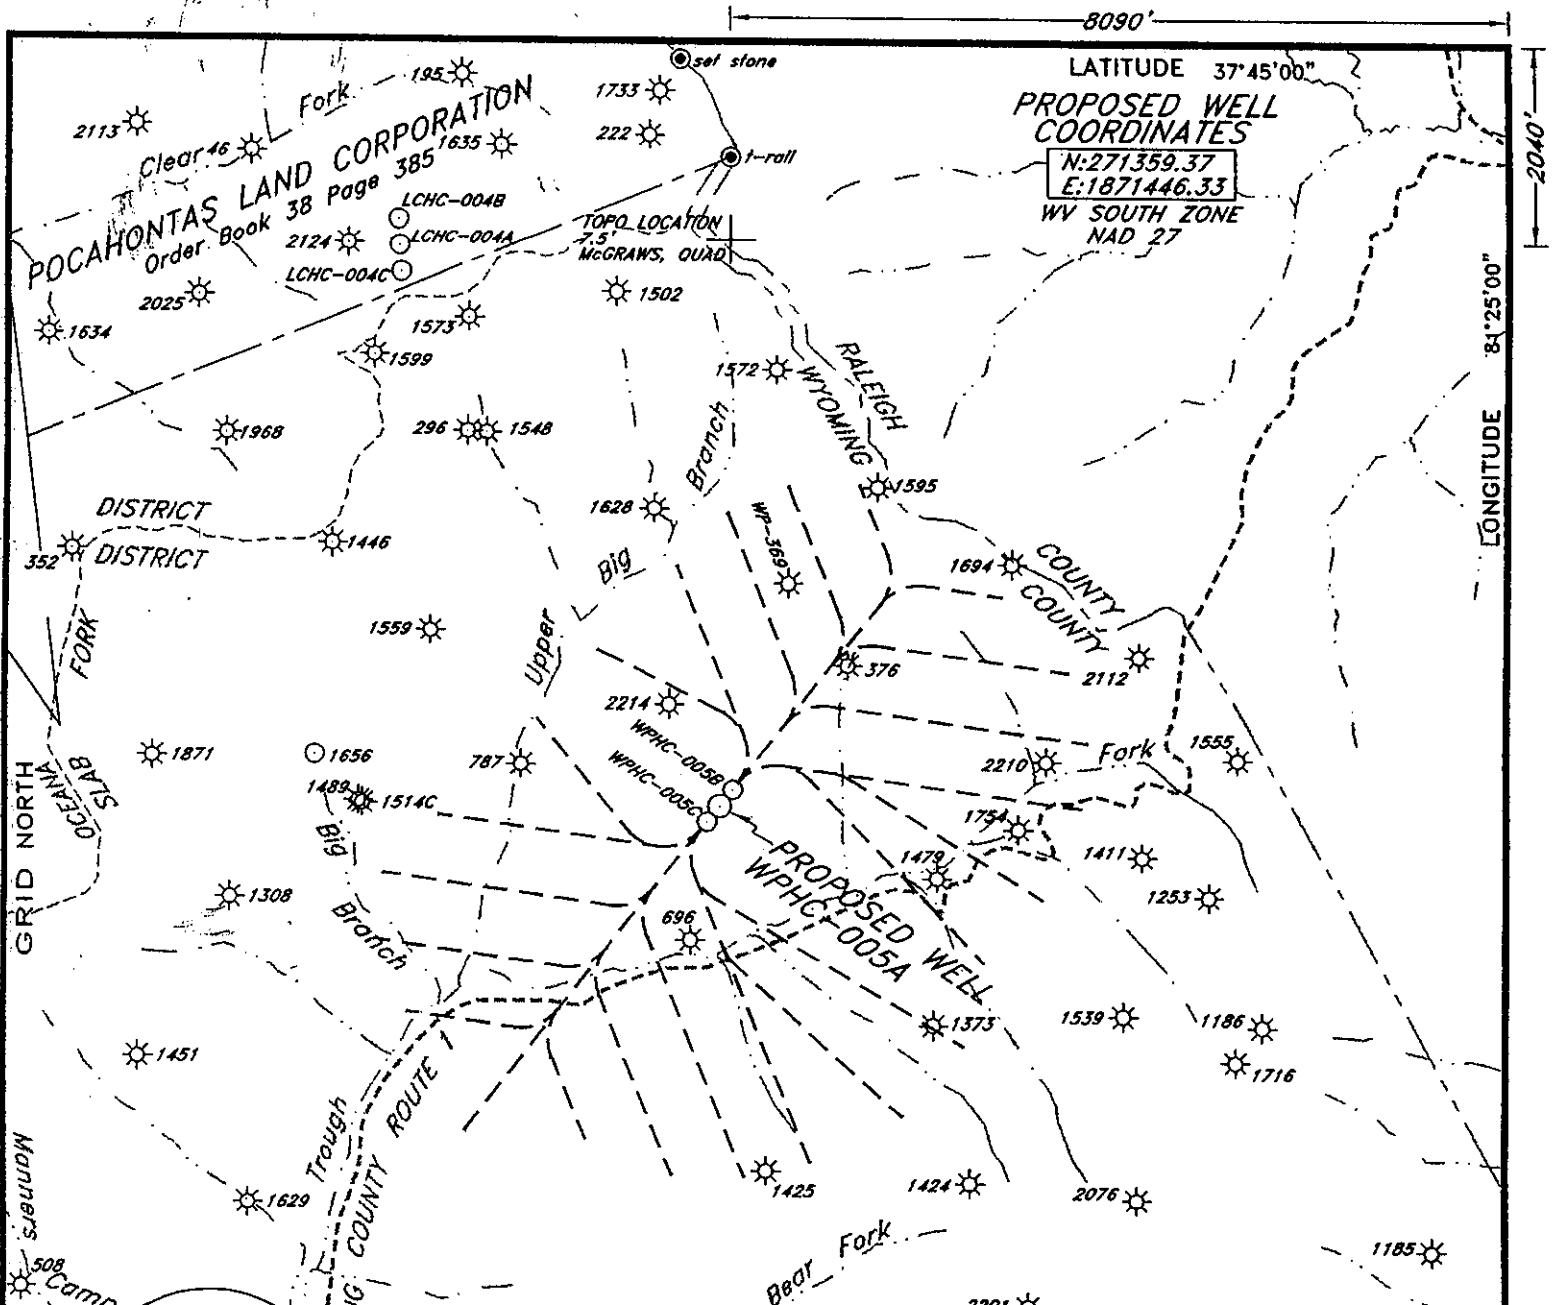 8090'
set stone
LATITUDE 37°45'00"
195
1733
PROPOSED WELL
COORDINATES
2040'
2113
Fork
222
1635
Clear
46
t-rall
N:271359.37
E:1871446.33
POCAHONTAS LAND CORPORATION
Order Book 38 Page 385
LCHC-004B
WV SOUTH ZONE
NAD 27
2124
LCHC-004A
TOPO LOCATION
7.5'
McGRAWS, QUAD
LCHC-004C
2025
1502
81°25'00"
LONGITUDE
1634
1573
1599
1572
RALEIGH
WYOMING
1968
296
1548
Branch
1595
DISTRICT
1628
WP-369
352
DISTRICT
1446
Big
1694
COUNTY
COUNTY
1559
FORK
Upper
376
2112
2214
WPHC-005B
1871
1656
787
WPHC-005C
2210
Fork
1555
GRID NORTH
OCEANA
SLAB
1489
1514C
1754
Big
1479
1411
PROPOSED WELL
WPHC-005A
1308
1253
Branch
696
1373
1539
1186
1451
1716
COUNTY ROUTE 1
Trough
Manners
1629
1425
1424
2076
Fork
Bear
1185
508
Camp
2291